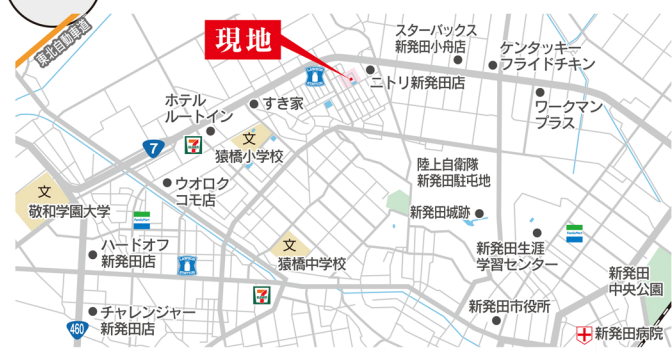 東北自動車道
現地
スターバックス
新発田小舟店
ケンタッキー
フライドチキン
ニトリ新発田店
ワークマン
プラス
ホテル
ルートイン
すき家
7
文
猿橋小学校
陸上自衛隊
新発田駐屯地
ウオロク
コモ店
文
敬和学園大学
FamilyMart
新発田城跡
新発田生涯
学習センター
FamilyMart
ハードオフ
新発田店
文
猿橋中学校
新発田
中央公園
チャレンジャー
新発田店
460
新発田市役所
新発田病院